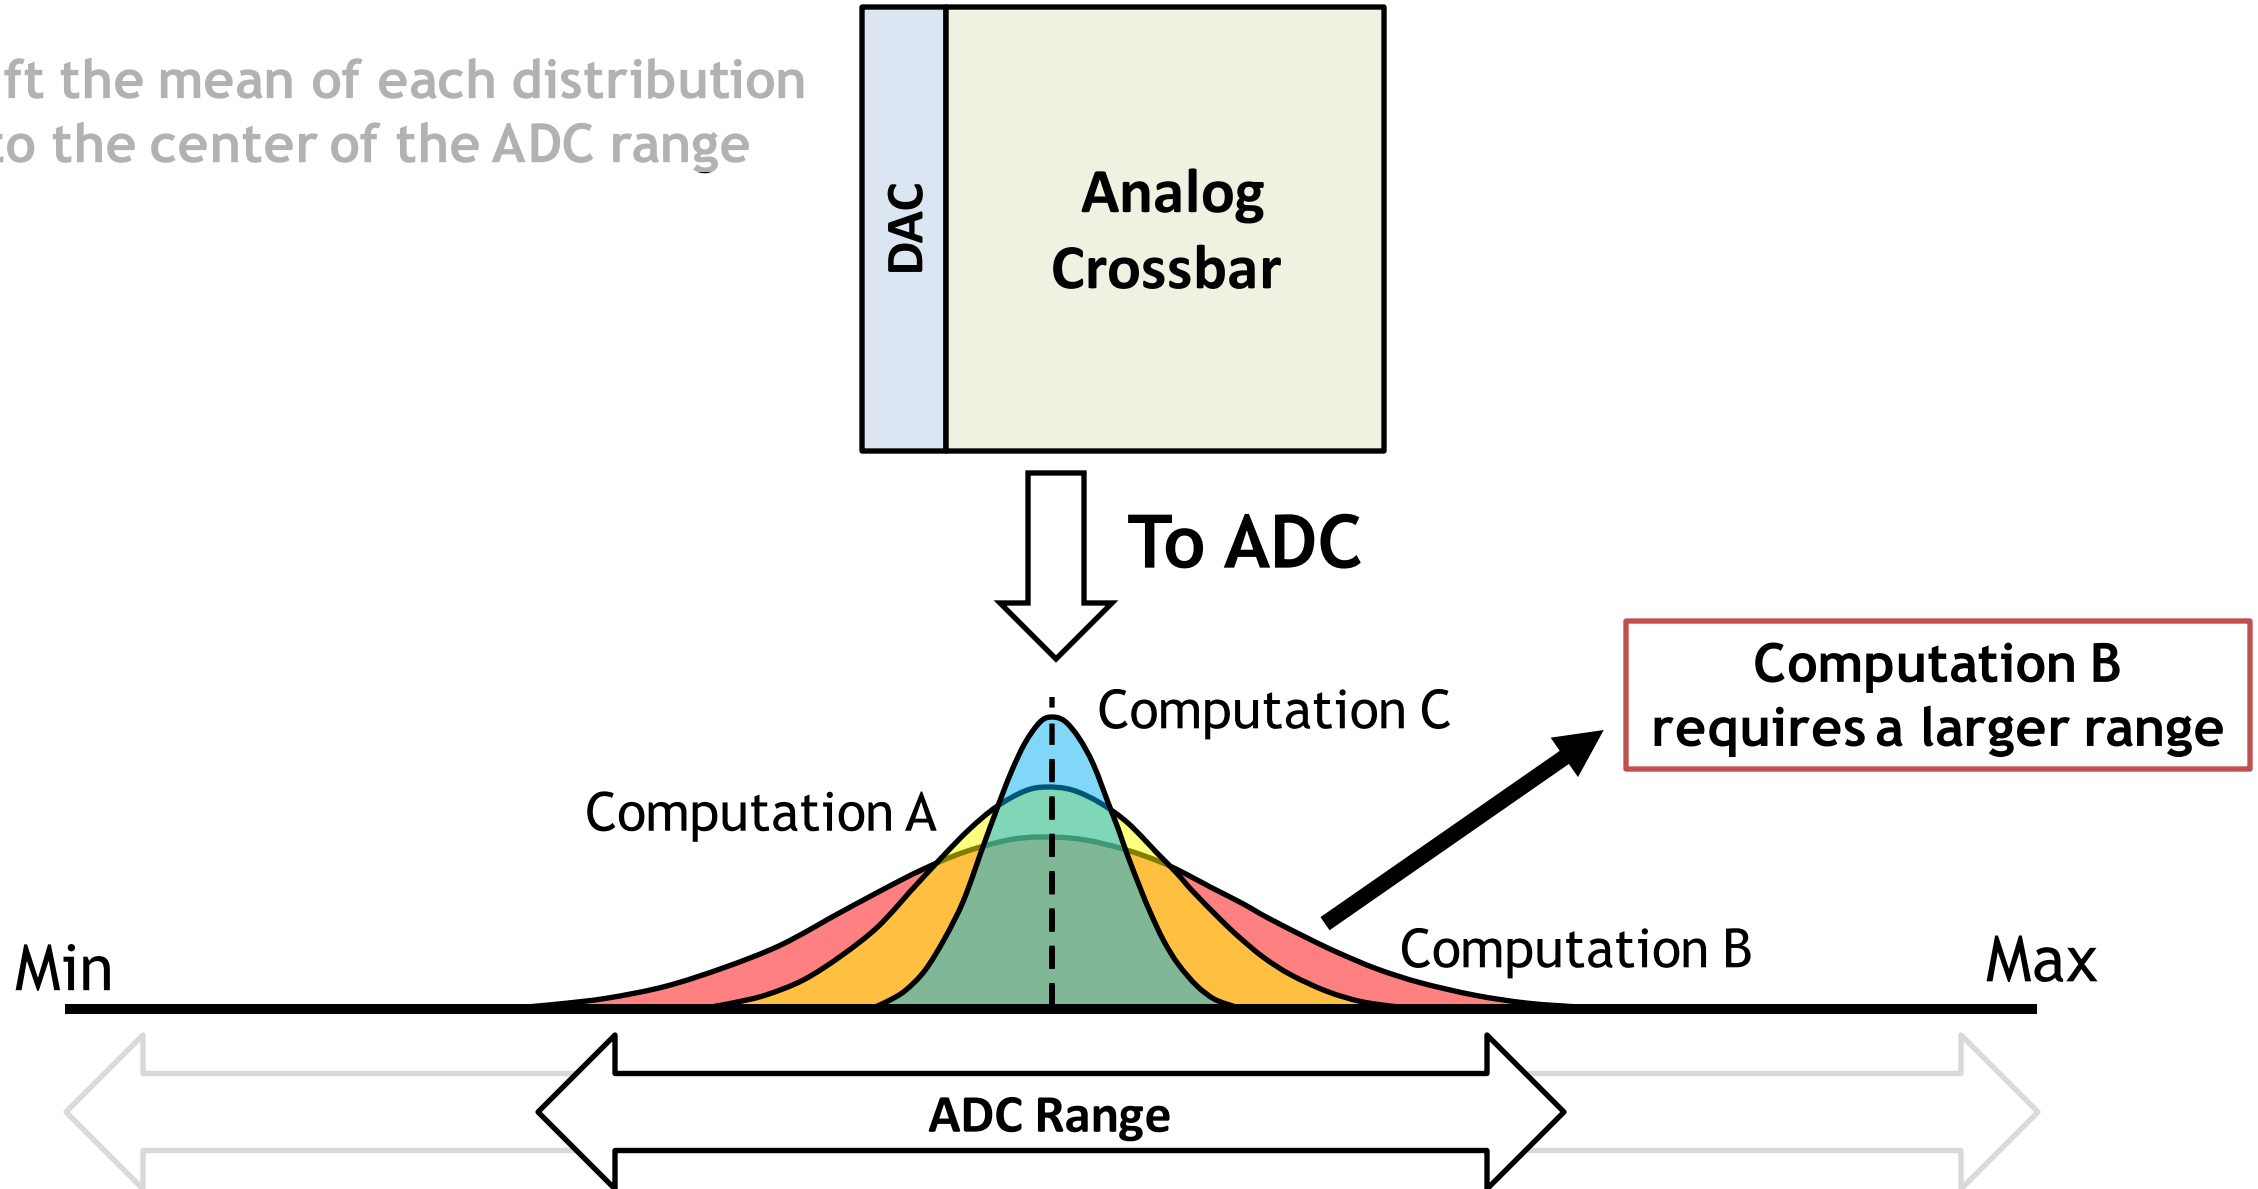 ft the mean of each distribution
to the center of the ADC range
DAC
Analog
Crossbar
To ADC
Computation B
requires a larger range
Computation C
Computation A
Computation B
Min
Max
ADC Range